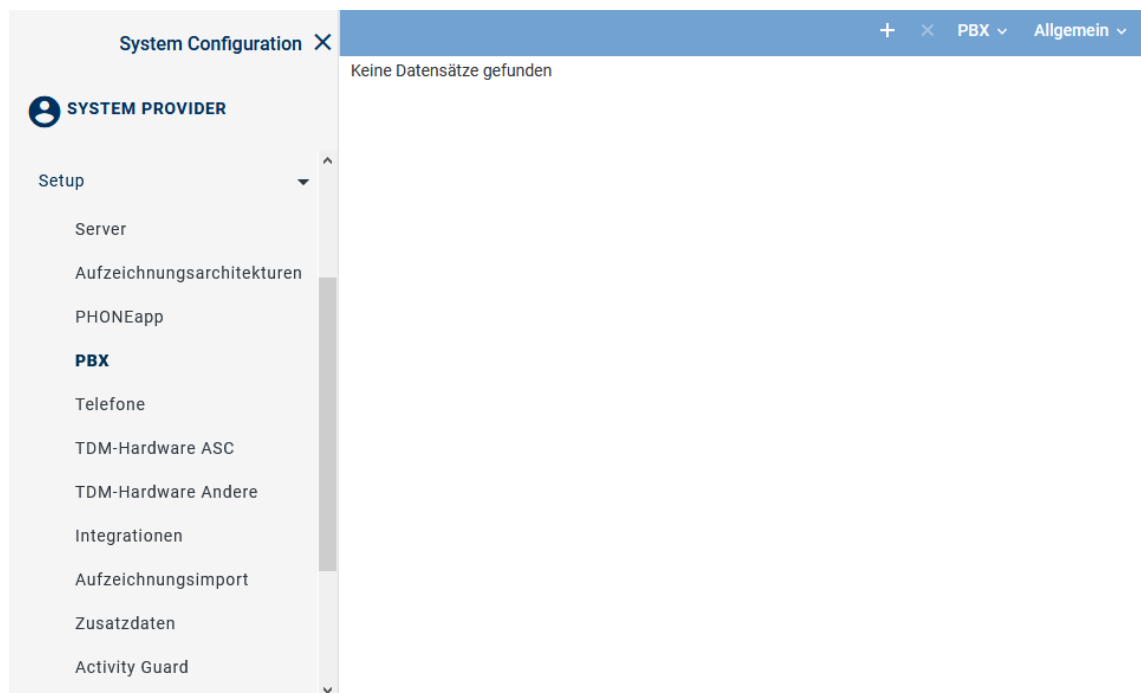 System Configuration
SYSTEM PROVIDER
Setup
Server
Aufzeichnungsarchitekturen
PHONEapp
PBX
Telefone
TDM-Hardware ASC
TDM-Hardware Andere
Integrationen
Aufzeichnungsimport
Zusatzdaten
Activity Guard
PBX Allgemein
Keine Datensätze gefunden